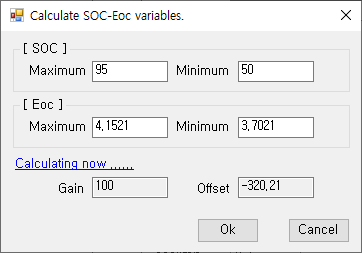 Calculate SOC-Eoc variables.
[ SOC ]
Maximum 95 Minimum 50
[ Eoc ]
Maximum 4,1521 Minimum 3,7021
Calculating now ......
Gain 100 Offset -320,21
Ok Cancel